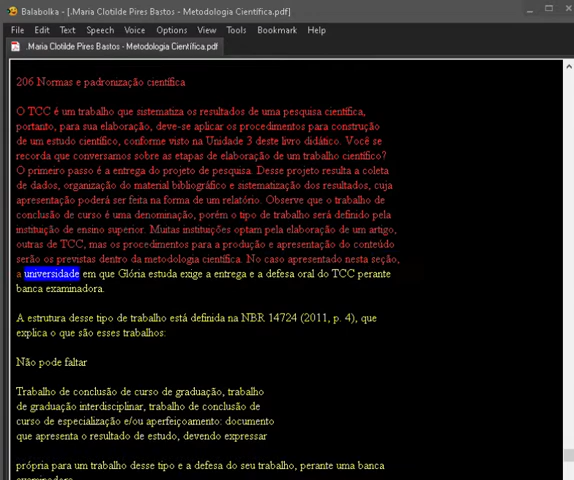 Balabolka - [.Maria Clotilde Pires Bastos - Metodologia Científica.pdf]
File Edit Text Speech Voice Options View Tools Bookmark Help
.Maria Clotilde Pires Bastos - Metodologia Científica.pdf
206 Normas e padronização científica
O TCC é um trabalho que sistematiza os resultados de uma pesquisa científica,
portanto, para sua elaboração, deve-se aplicar os procedimentos para construção
de um estudo científico, conforme visto na Unidade 3 deste livro didático. Você se
recorda que conversamos sobre as etapas de elaboração de um trabalho científico?
O primeiro passo é a entrega do projeto de pesquisa. Desse projeto resulta a coleta
de dados, organização do material bibliográfico e sistematização dos resultados, cuja
apresentação poderá ser feita na forma de um relatório. Observe que o trabalho de
conclusão de curso é uma denominação, porém o tipo de trabalho será definido pela
instituição de ensino superior. Muitas instituições optam pela elaboração de um artigo,
outras de TCC, mas os procedimentos para a produção e apresentação do conteúdo
serão os previstos dentro da metodologia científica. No caso apresentado nesta seção,
a universidade em que Glória estuda exige a entrega e a defesa oral do TCC perante
banca examinadora.
A estrutura desse tipo de trabalho está definida na NBR 14724 (2011, p. 4), que
explica o que são esses trabalhos:
Não pode faltar
Trabalho de conclusão de curso de graduação, trabalho
de graduação interdisciplinar, trabalho de conclusão de
curso de especialização e/ou aperfeiçoamento: documento
que apresenta o resultado de estudo, devendo expressar
própria para um trabalho desse tipo e a defesa do seu trabalho, perante uma banca
examinadora